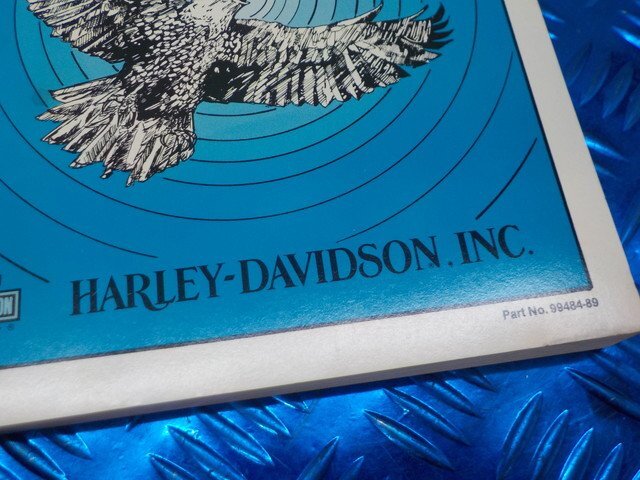 HARLEY-DAVIDSON, INC.
Part No. 99484-89